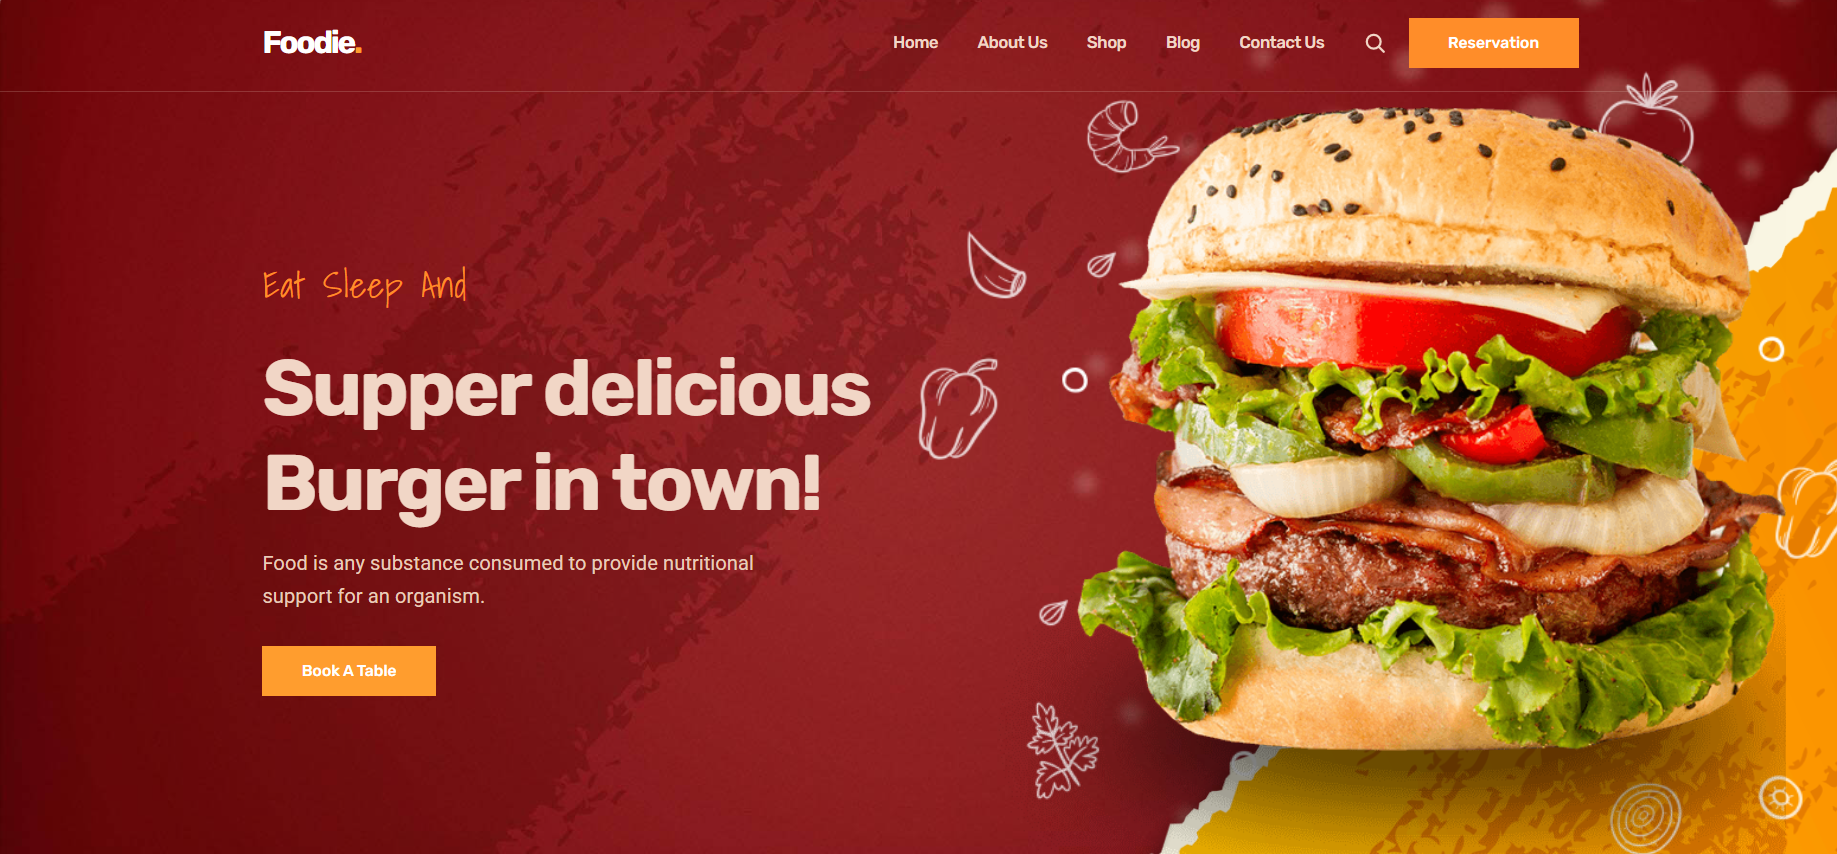 Foodie.
Home About Us Shop Blog Contact Us Reservation
Eat Sleep And
Supper delicious
Burger in town!
Food is any substance consumed to provide nutritional
support for an organism.
Book A Table